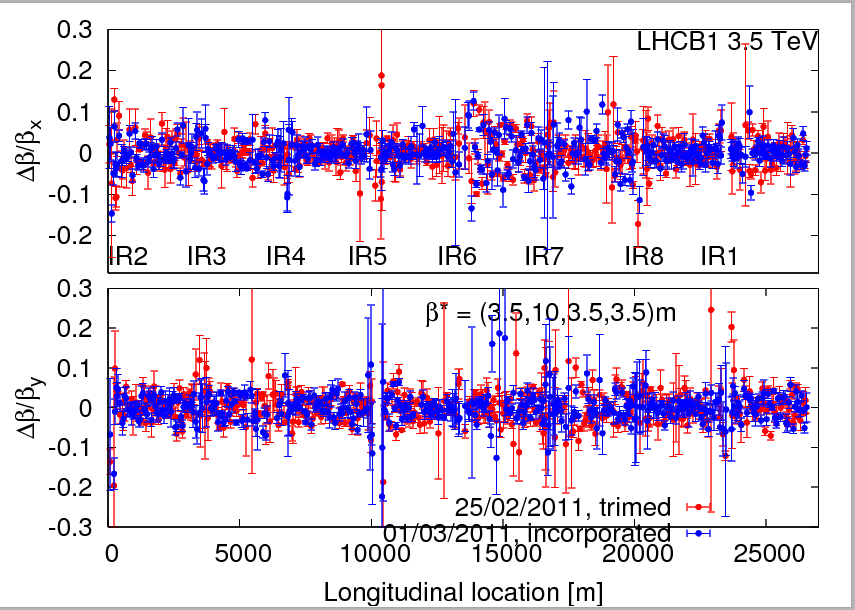 LHCB1 3.5 TeV
0.3
0.2
0.1
0
-0.1
-0.2
Δβ/βx
IR2 IR3 IR4 IR5 IR6 IR7 IR8 IR1
β* = (3.5,10,3.5,3.5)m
0.3
0.2
0.1
0
-0.1
-0.2
-0.3
Δβ/βy
25/02/2011, trimed
01/03/2011, incorporated
0 5000 10000 15000 20000 25000
Longitudinal location [m]